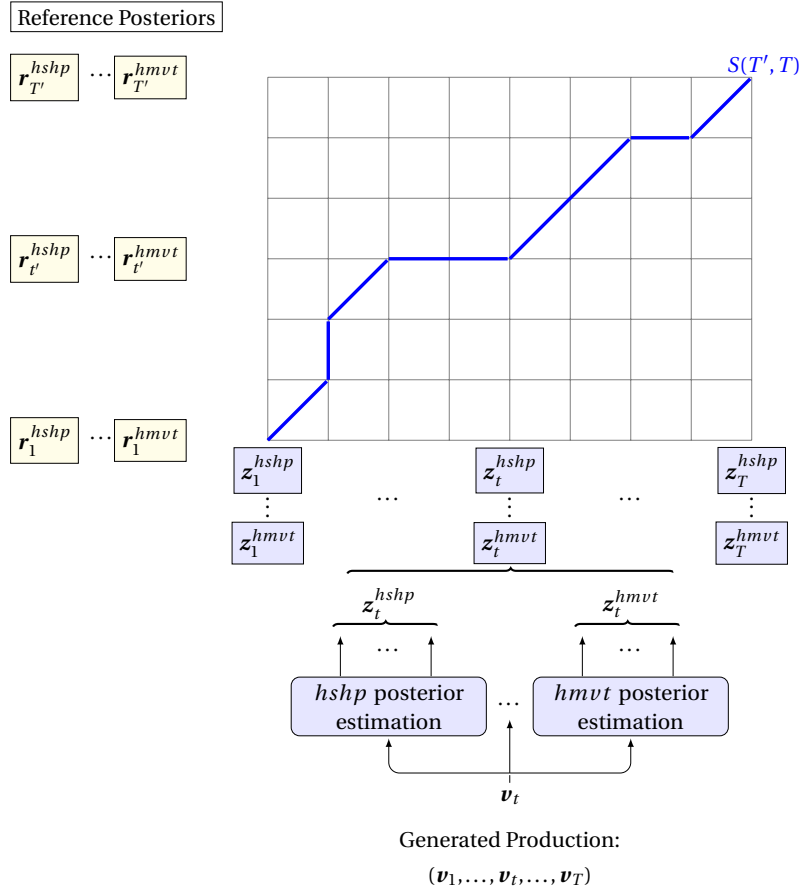 Reference Posteriors
r_{T'}^{hshp} ⋯ r_{T'}^{hmvt}
S(T′, T)
r_{t'}^{hshp} ⋯ r_{t'}^{hmvt}
r_1^{hshp} ⋯ r_1^{hmvt}
z_1^{hshp} ... z_t^{hshp} ... z_T^{hshp}
⋮ ⋮ ⋮
z_1^{hmvt} z_t^{hmvt} z_T^{hmvt}
z_t^{hshp} z_t^{hmvt}
... ...
hshp posterior
estimation
...
hmvt posterior
estimation
v_t
Generated Production:
(v_1,...,v_t,...,v_T)